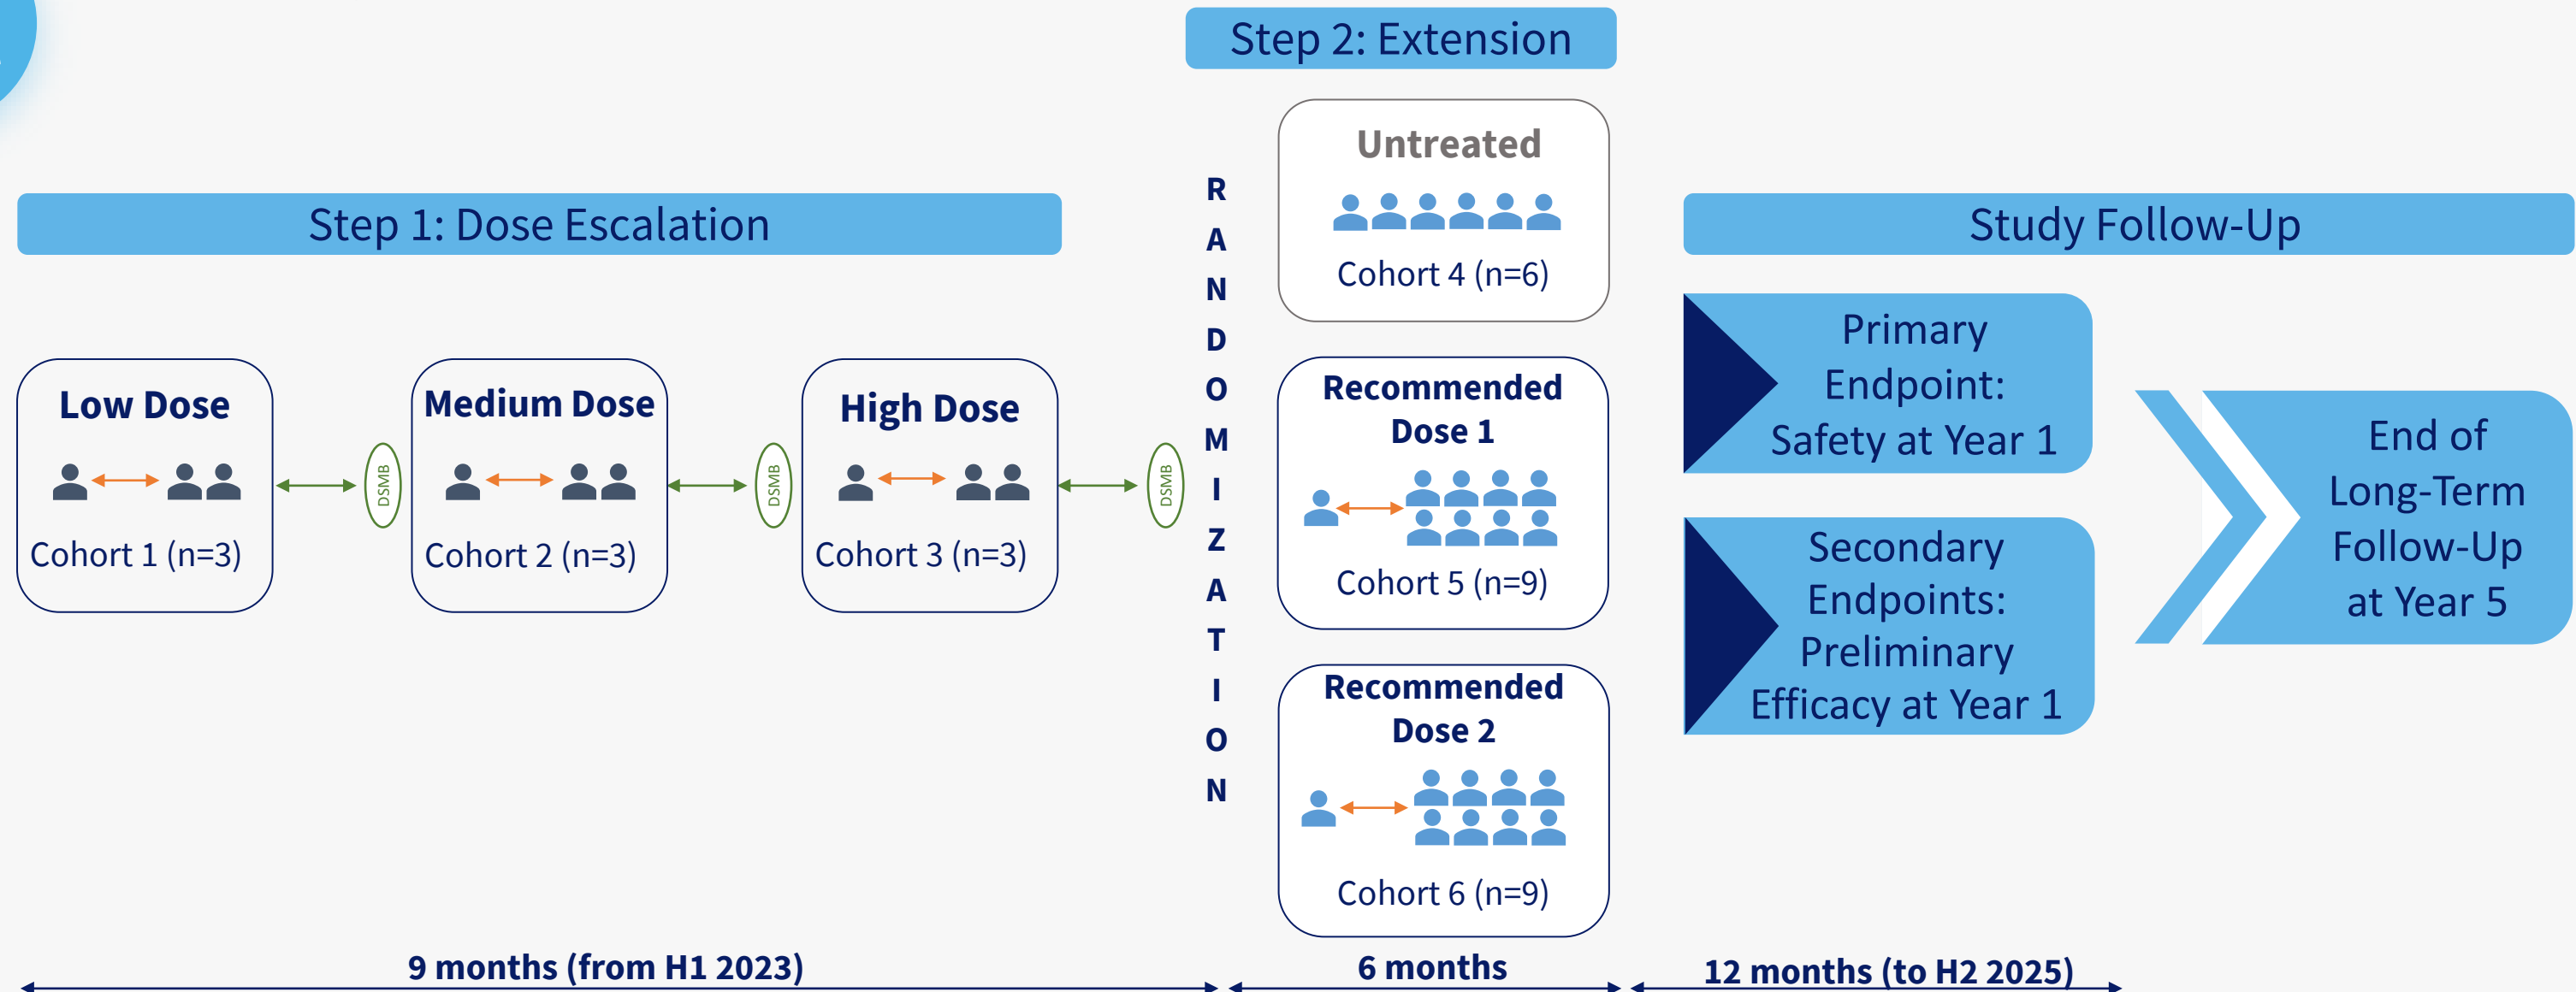 Step 2: Extension
Step 1: Dose Escalation
Low Dose
Cohort 1 (n=3)
DSMB
Medium Dose
Cohort 2 (n=3)
DSMB
High Dose
Cohort 3 (n=3)
DSMB
R
A
N
D
O
M
I
Z
A
T
I
O
N
Untreated
Cohort 4 (n=6)
Recommended
Dose 1
Cohort 5 (n=9)
Recommended
Dose 2
Cohort 6 (n=9)
Study Follow-Up
Primary
Endpoint:
Safety at Year 1
Secondary
Endpoints:
Preliminary
Efficacy at Year 1
End of
Long-Term
Follow-Up
at Year 5
9 months (from H1 2023)
6 months
12 months (to H2 2025)